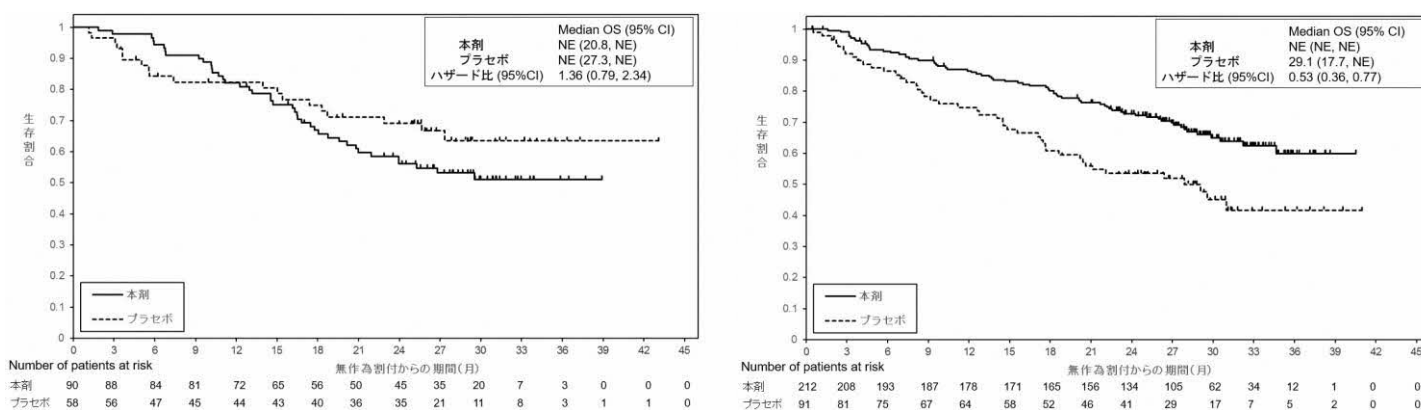 Median OS (95% CI)
本剤 NE (20.8, NE)
プラセボ NE (27.3, NE)
ハザード比 (95%CI) 1.36 (0.79, 2.34)
1
0.9
0.8
0.7
0.6
0.5
0.4
0.3
0.2
0.1
0
生存割合
本剤
プラセボ
0 3 6 9 12 15 18 21 24 27 30 33 36 39 42 45
無作為割付からの期間(月)
Number of patients at risk
本剤 90 88 84 81 72 65 56 50 45 35 20 7 3 0 0 0
プラセボ 58 56 47 45 44 43 40 36 35 21 11 8 3 1 1 0
Median OS (95% CI)
本剤 NE (NE, NE)
プラセボ 29.1 (17.7, NE)
ハザード比 (95%CI) 0.53 (0.36, 0.77)
1
0.9
0.8
0.7
0.6
0.5
0.4
0.3
0.2
0.1
0
生存割合
本剤
プラセボ
0 3 6 9 12 15 18 21 24 27 30 33 36 39 42 45
無作為割付からの期間(月)
Number of patients at risk
本剤 212 208 193 187 178 171 165 156 134 105 62 34 12 1 0 0
プラセボ 91 81 75 67 64 58 52 46 41 29 17 7 5 2 0 0